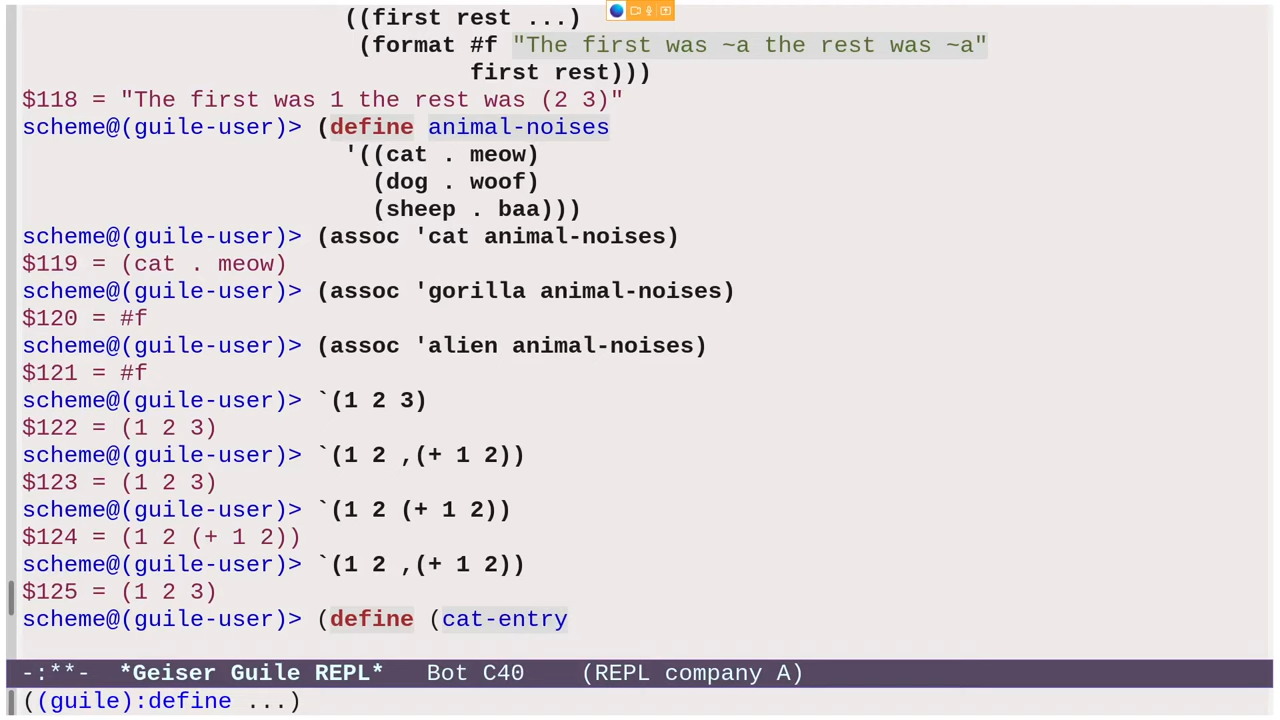 ((first rest ...)
(format #f "The first was ~a the rest was ~a"
first rest)))
$118 = "The first was 1 the rest was (2 3)"
scheme@(guile-user)> (define animal-noises
'((cat . meow)
(dog . woof)
(sheep . baa)))
scheme@(guile-user)> (assoc 'cat animal-noises)
$119 = (cat . meow)
scheme@(guile-user)> (assoc 'gorilla animal-noises)
$120 = #f
scheme@(guile-user)> (assoc 'alien animal-noises)
$121 = #f
scheme@(guile-user)> `(1 2 3)
$122 = (1 2 3)
scheme@(guile-user)> `(1 2 ,(+ 1 2))
$123 = (1 2 3)
scheme@(guile-user)> `(1 2 (+ 1 2))
$124 = (1 2 (+ 1 2))
scheme@(guile-user)> `(1 2 ,(+ 1 2))
$125 = (1 2 3)
scheme@(guile-user)> (define (cat-entry
-:**-  *Geiser Guile REPL*   Bot C40    (REPL company A)
((guile):define ...)